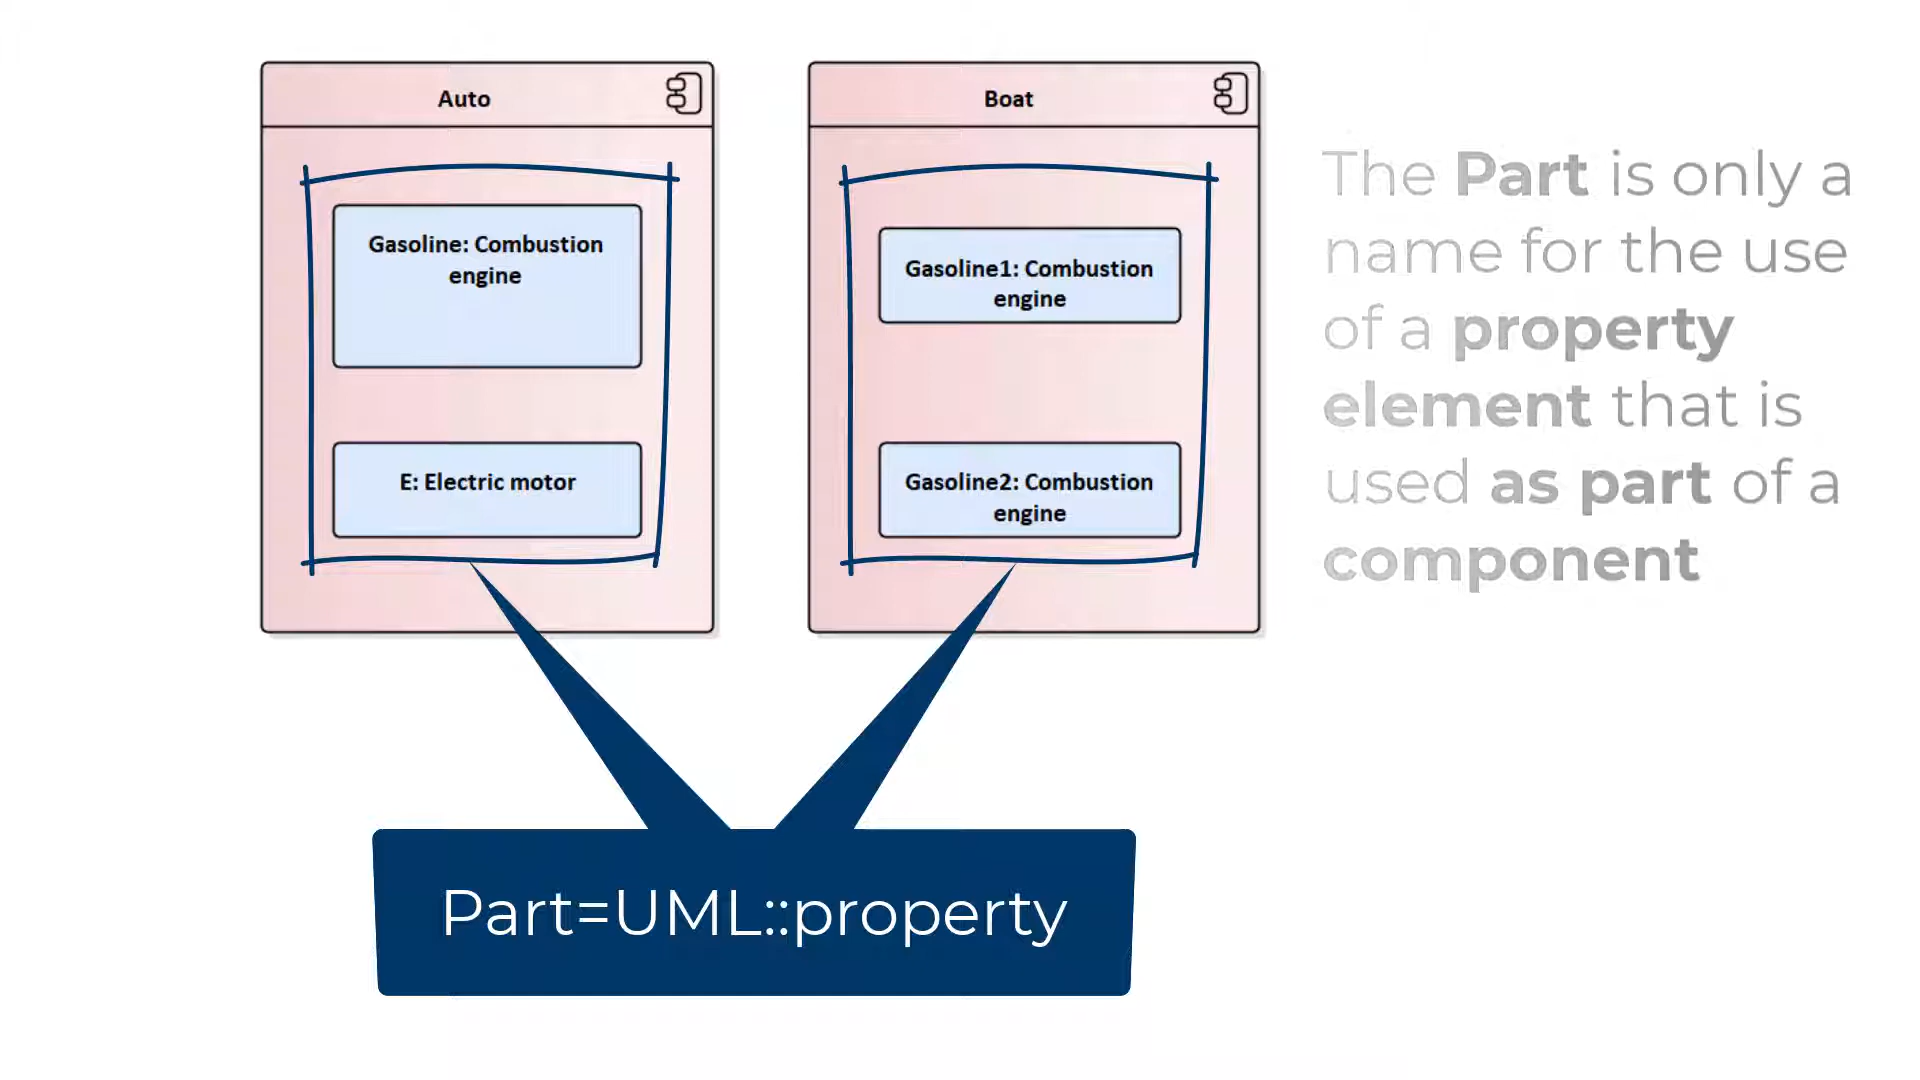 Auto
Gasoline: Combustion
engine
E: Electric motor
Boat
Gasoline1: Combustion
engine
Gasoline2: Combustion
engine
The Part is only a
name for the use
of a property
element that is
used as part of a
component
Part=UML::property